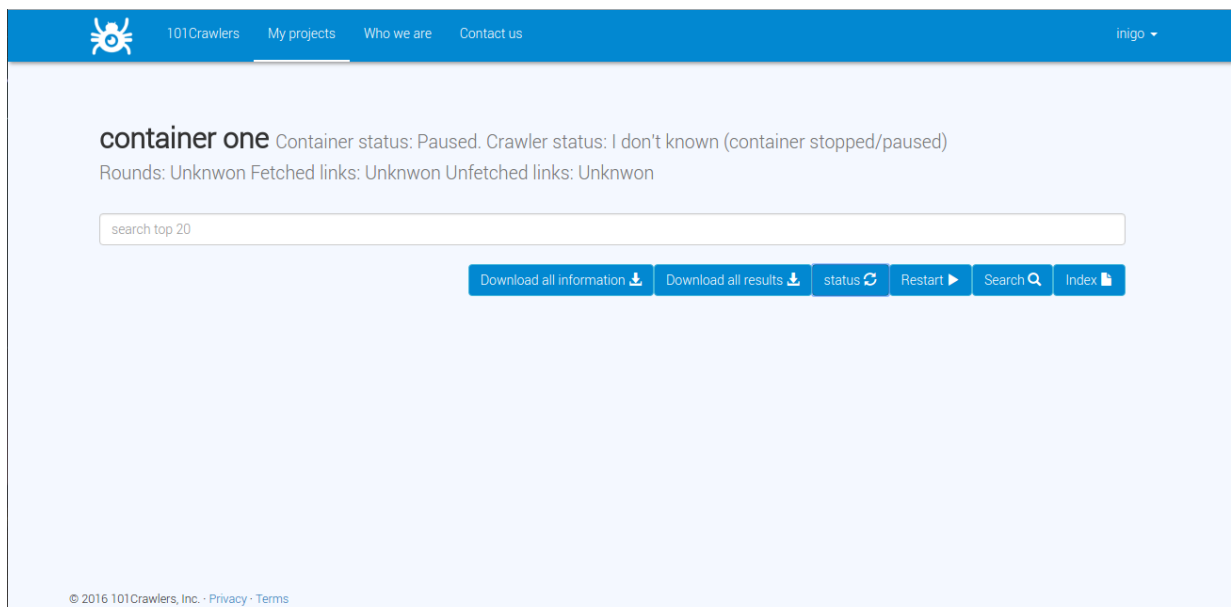 101Crawlers My projects Who we are Contact us inigo
container one Container status: Paused. Crawler status: I don't known (container stopped/paused)
Rounds: Unknwon Fetched links: Unknwon Unfetched links: Unknwon
search top 20
Download all information Download all results status Restart Search Index
© 2016 101Crawlers, Inc. · Privacy · Terms